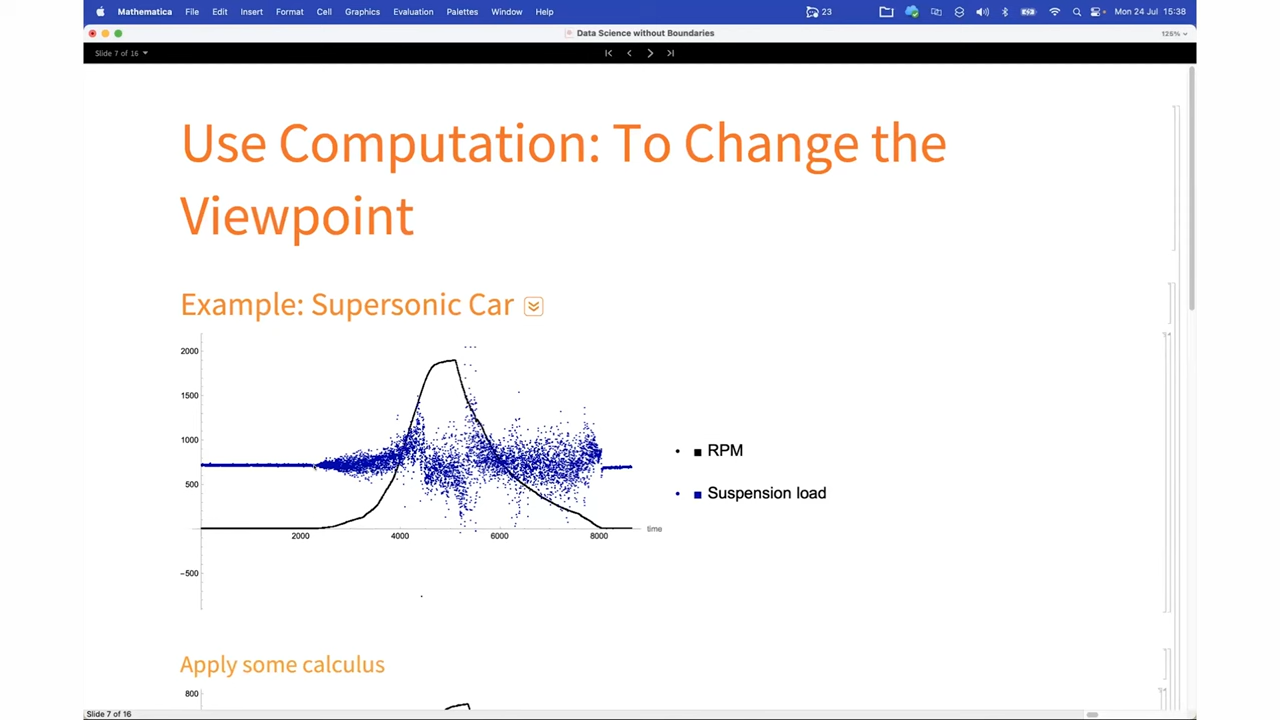 Mathematica File Edit Insert Format Cell Graphics Evaluation Palettes Window Help 23 Mon 24 Jul 15:38
Data Science without Boundaries 125%
Slide 7 of 16
Use Computation: To Change the
Viewpoint
Example: Supersonic Car
2000
1500
1000
500
-500
2000 4000 6000 8000 time
RPM
Suspension load
Apply some calculus
800
Slide 7 of 16